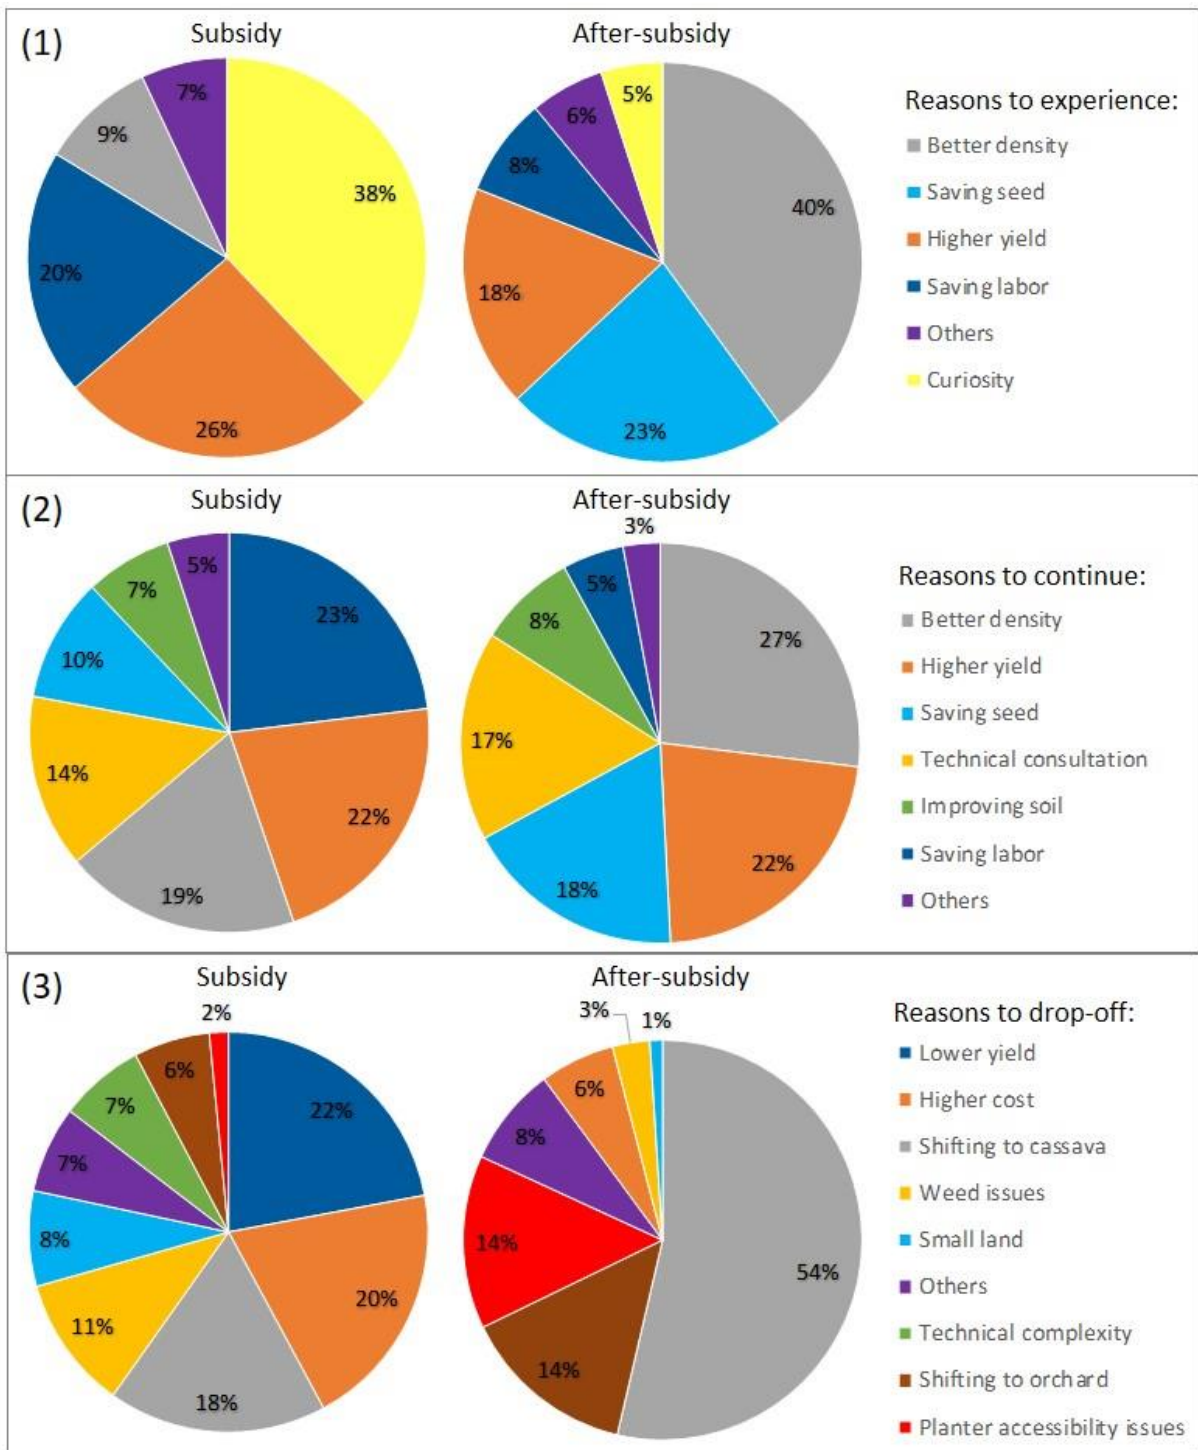 (1)
Subsidy
After-subsidy
7%
9%
38%
20%
26%
5%
6%
8%
40%
18%
23%
Reasons to experience:
Better density
Saving seed
Higher yield
Saving labor
Others
Curiosity
(2)
Subsidy
After-subsidy
5%
7%
23%
10%
14%
22%
19%
3%
5%
8%
27%
17%
18%
22%
Reasons to continue:
Better density
Higher yield
Saving seed
Technical consultation
Improving soil
Saving labor
Others
(3)
Subsidy
After-subsidy
2%
6%
7%
22%
7%
8%
20%
11%
18%
3%
1%
6%
8%
14%
54%
14%
Reasons to drop-off:
Lower yield
Higher cost
Shifting to cassava
Weed issues
Small land
Others
Technical complexity
Shifting to orchard
Planter accessibility issues